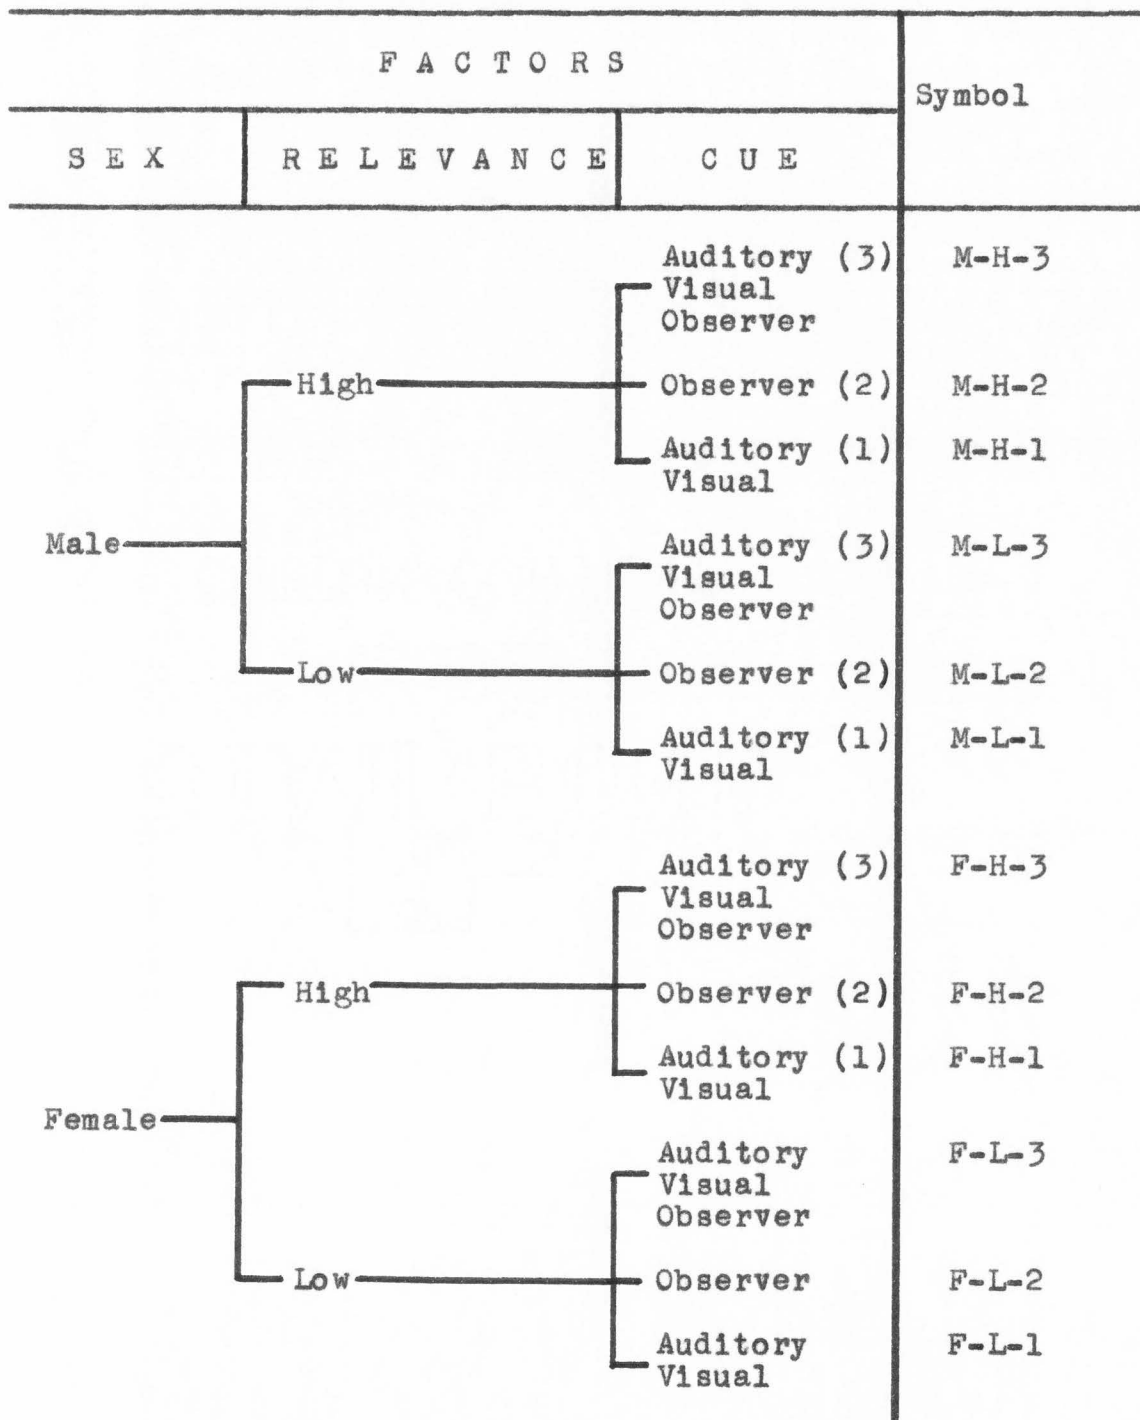 F A C T O R S
Symbol
S E X R E L E V A N C E C U E
Auditory (3) M-H-3
Visual
Observer
High Observer (2) M-H-2
Auditory (1) M-H-1
Visual
Male Auditory (3) M-L-3
Visual
Observer
Low Observer (2) M-L-2
Auditory (1) M-L-1
Visual
Auditory (3) F-H-3
Visual
Observer
High Observer (2) F-H-2
Auditory (1) F-H-1
Visual
Female
Auditory F-L-3
Visual
Observer
Low Observer F-L-2
Auditory F-L-1
Visual